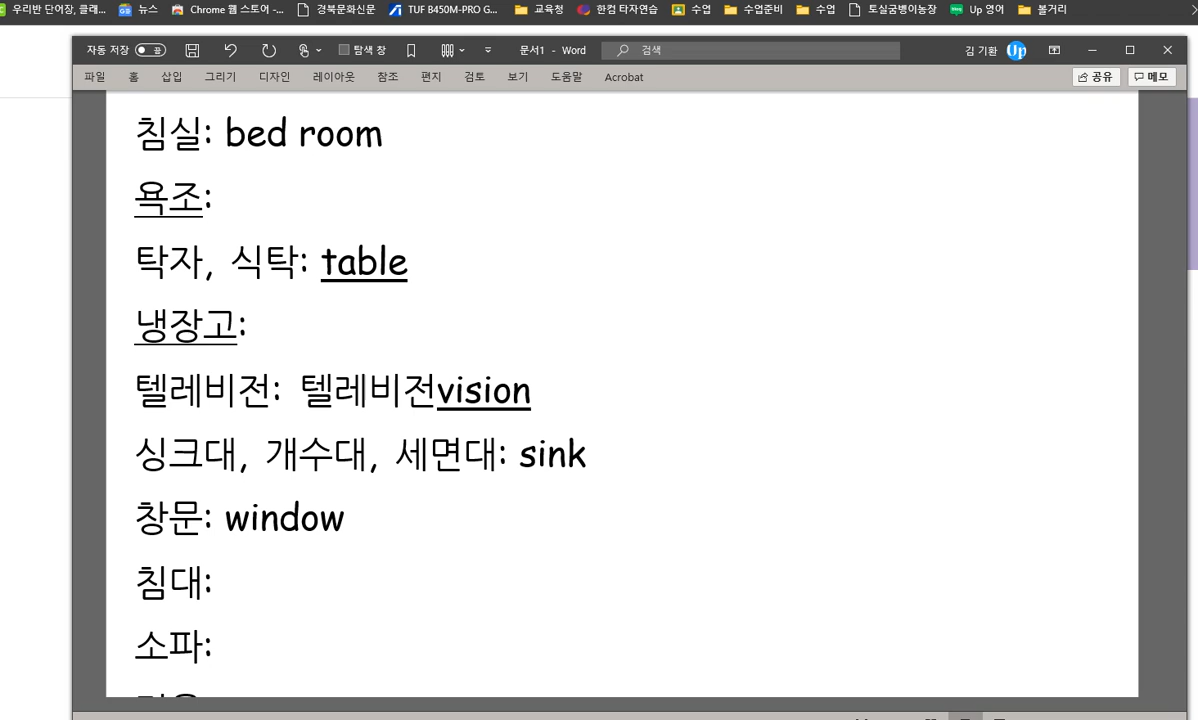 우리반 단어장, 클래... 뉴스 Chrome 웹 스토어 -... 경북문화신문 TUF B450M-PRO G... 교육청 한컴 타자연습 수업 수업준비 수업 토실굼벵이농장 Up 영어 볼거리
자동 저장 끔 탐색 창 문서1 - Word 검색 김 기환 Up
파일 홈 삽입 그리기 디자인 레이아웃 참조 편지 검토 보기 도움말 Acrobat 공유 메모
침실: bed room
욕조:
탁자, 식탁: table
냉장고:
텔레비전: 텔레비전vision
싱크대, 개수대, 세면대: sink
창문: window
침대:
소파: